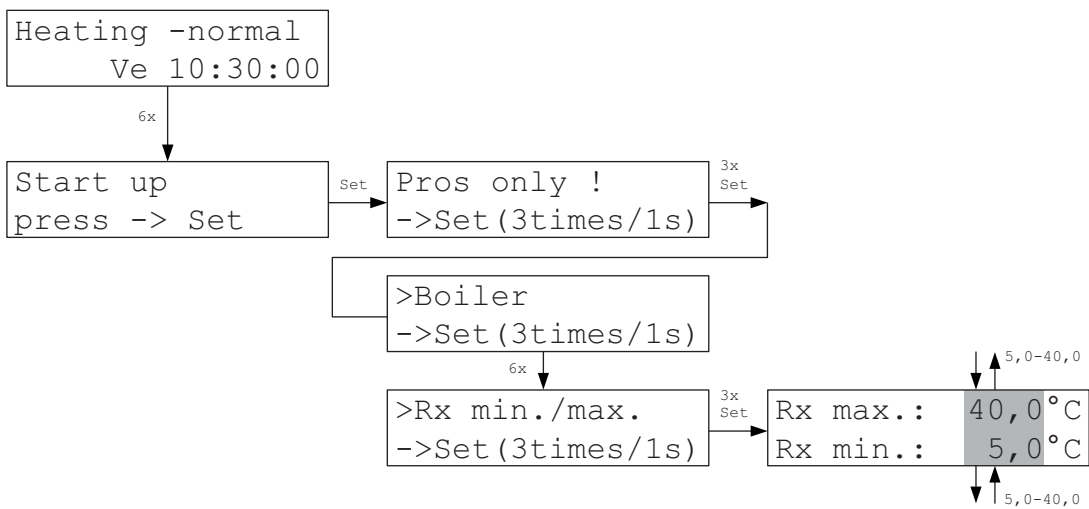 Heating -normal
Ve 10:30:00
6x
Start up
press -> Set
Set
Pros only !
->Set(3times/1s)
3x
Set
>Boiler
->Set(3times/1s)
6x
>Rx min./max.
->Set(3times/1s)
3x
Set
5,0-40,0
Rx max.: 40,0°C
Rx min.: 5,0°C
5,0-40,0